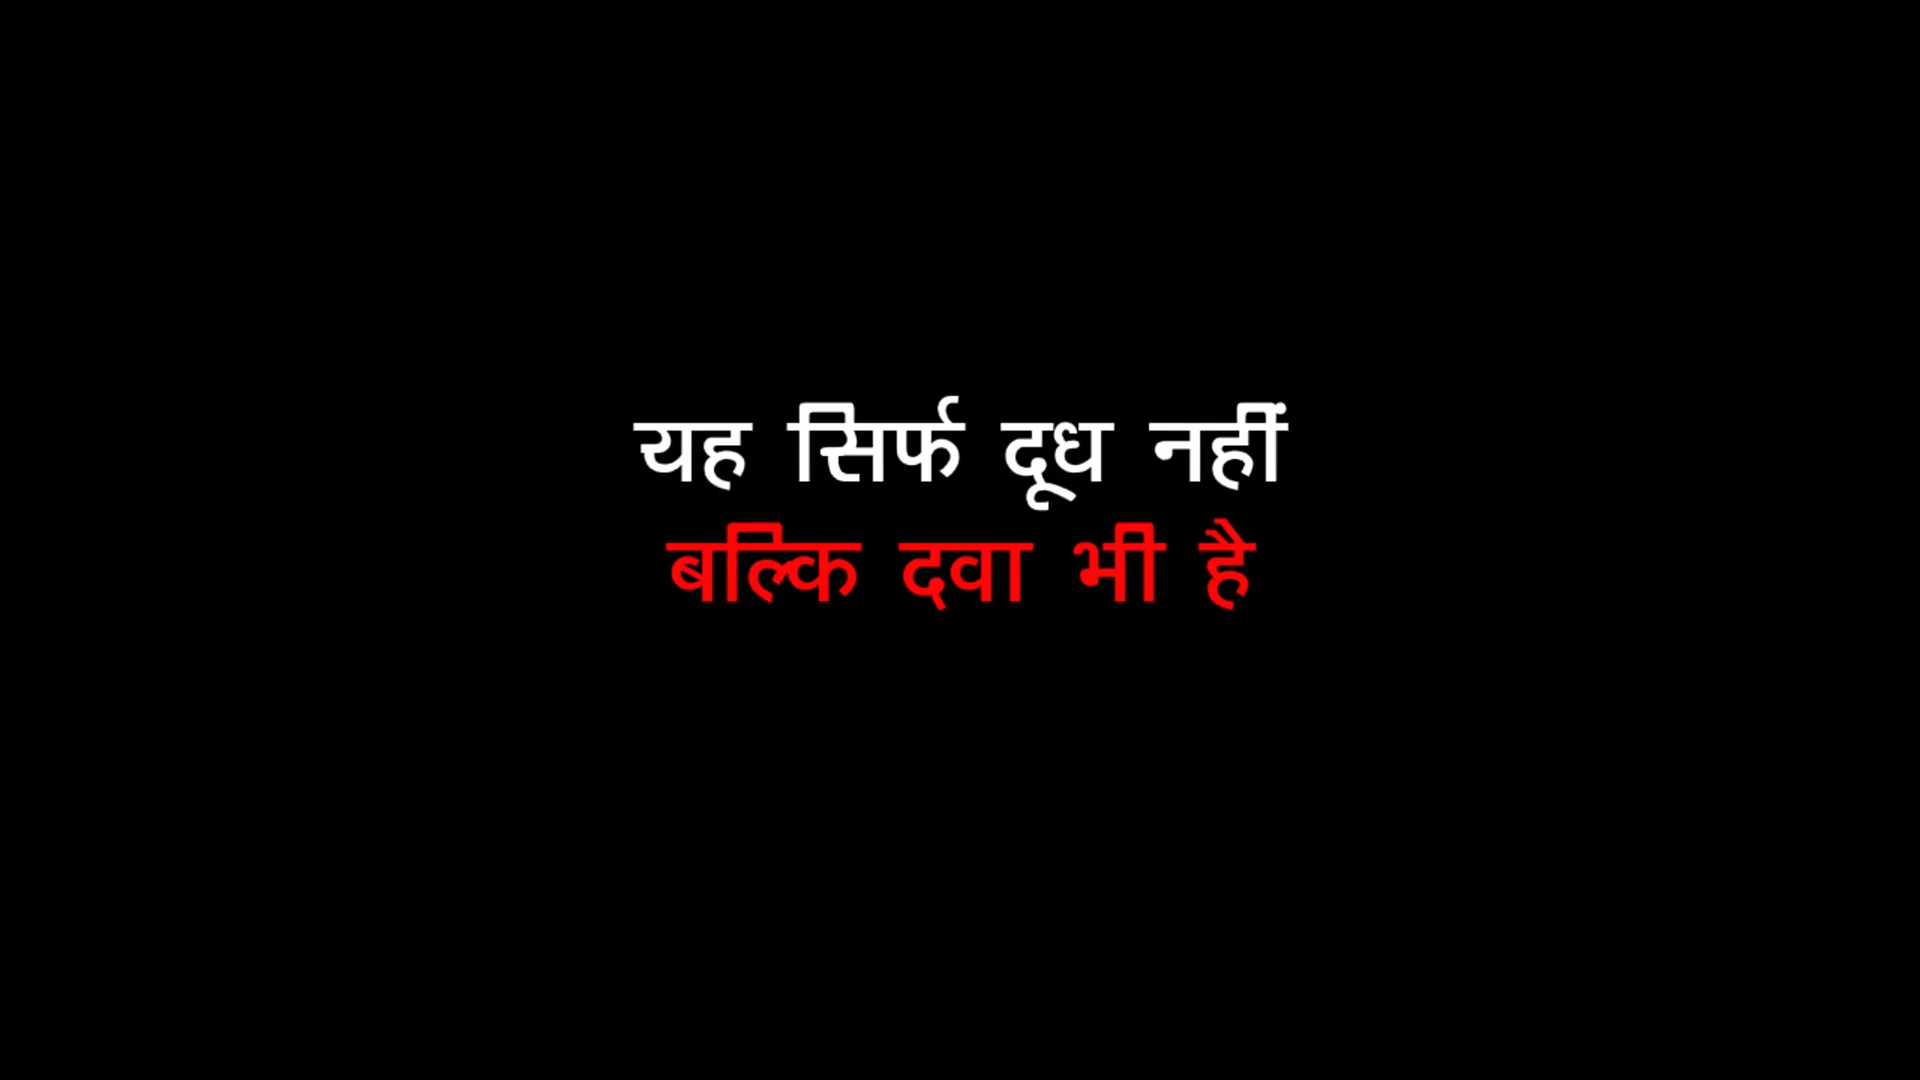 यह सिर्फ दूध नहीं
बल्कि दवा भी है